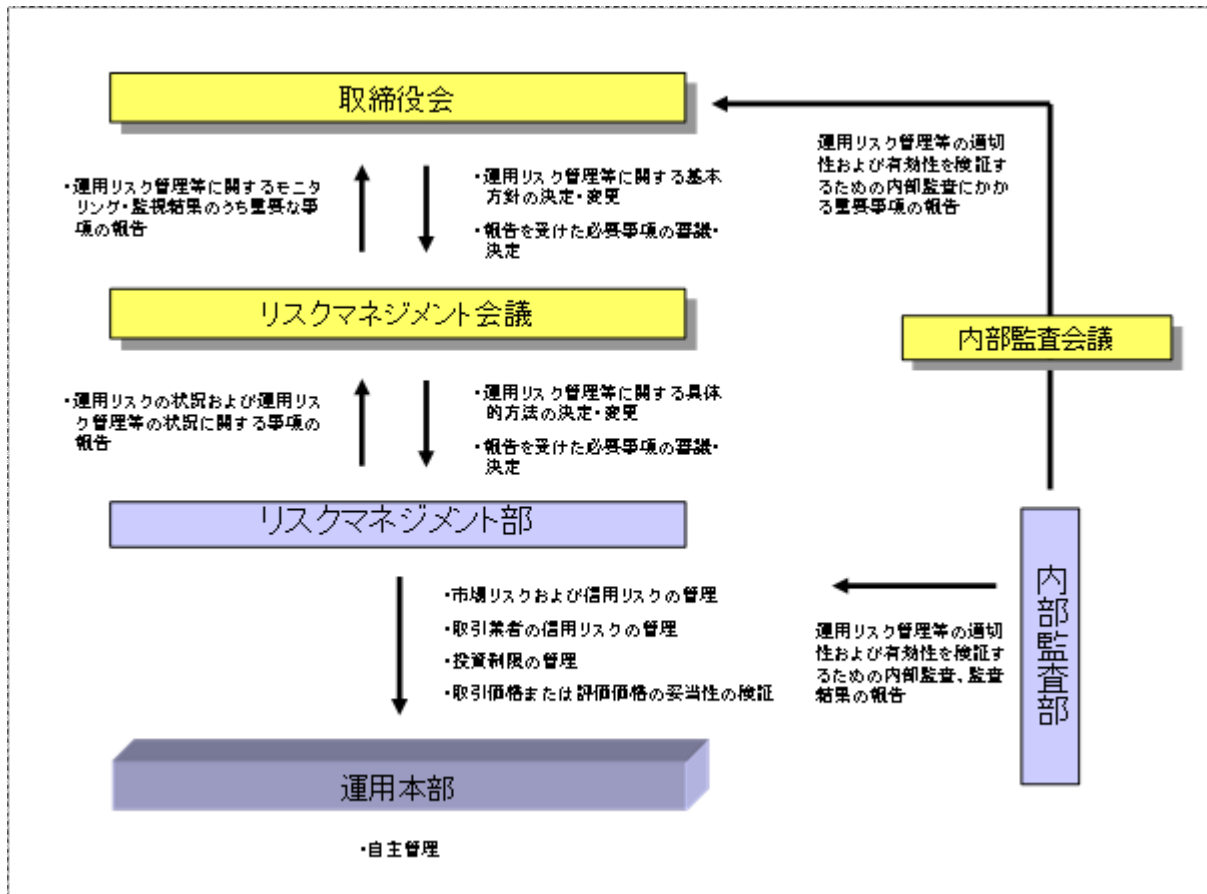 取締役会
・運用リスク管理等に関するモニタ
リング・監視結果のうち重要な事
項の報告
・運用リスク管理等に関する基本
方針の決定・変更
・報告を受けた必要事項の審議・
決定
運用リスク管理等の適切
性および有効性を検証す
るための内部監査にかか
る重要事項の報告
リスクマネジメント会議
内部監査会議
・運用リスクの状況および運用リス
ク管理等の状況に関する事項の
報告
・運用リスク管理等に関する具体
的方法の決定・変更
・報告を受けた必要事項の審議・
決定
リスクマネジメント部
・市場リスクおよび信用リスクの管理
・取引業者の信用リスクの管理
・投資制限の管理
・取引価格または評価価格の妥当性の検証
運用リスク管理等の適切
性および有効性を検証す
るための内部監査、監査
結果の報告
内部監査部
運用本部
・自主管理